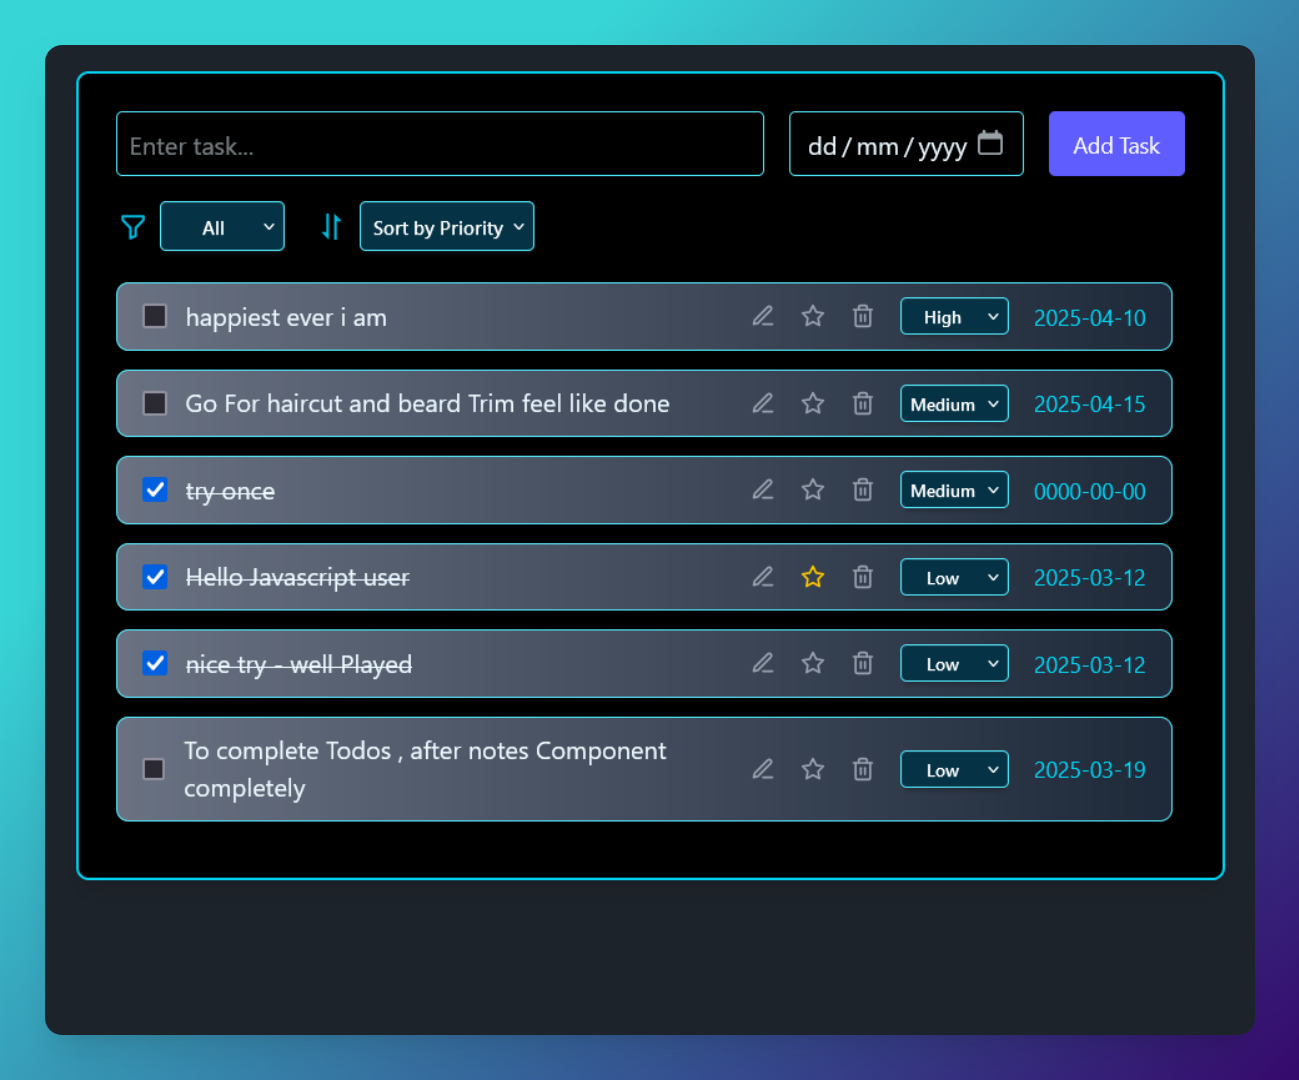 Enter task... dd / mm / yyyy Add Task
All Sort by Priority
happiest ever i am High 2025-04-10
Go For haircut and beard Trim feel like done Medium 2025-04-15
try once Medium 0000-00-00
Hello Javascript user Low 2025-03-12
nice try - well Played Low 2025-03-12
To complete Todos , after notes Component
completely Low 2025-03-19